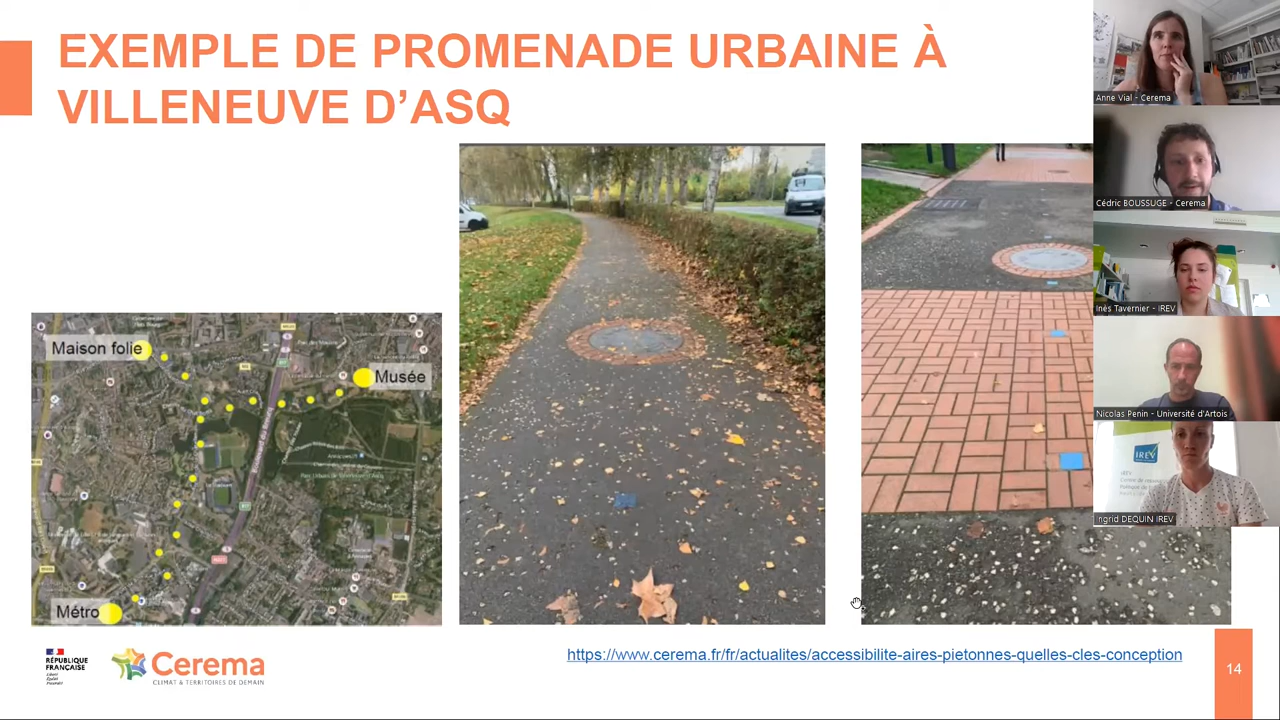 EXEMPLE DE PROMENADE URBAINE À
VILLENEUVE D’ASQ
Maison folie
Musée
Métro
RÉPUBLIQUE
FRANÇAISE
Liberté
Égalité
Fraternité
Cerema
CLIMAT & TERRITOIRES DE DEMAIN
https://www.cerema.fr/fr/actualites/accessibilite-aires-pietonnes-quelles-cles-conception
14
Anne Vial - Cerema
Cédric BOUSSUGE - Cerema
Inès Tavernier - IREV
Nicolas Penin - Université d'Artois
IREV
IREV
Ingrid DEQUIN IREV